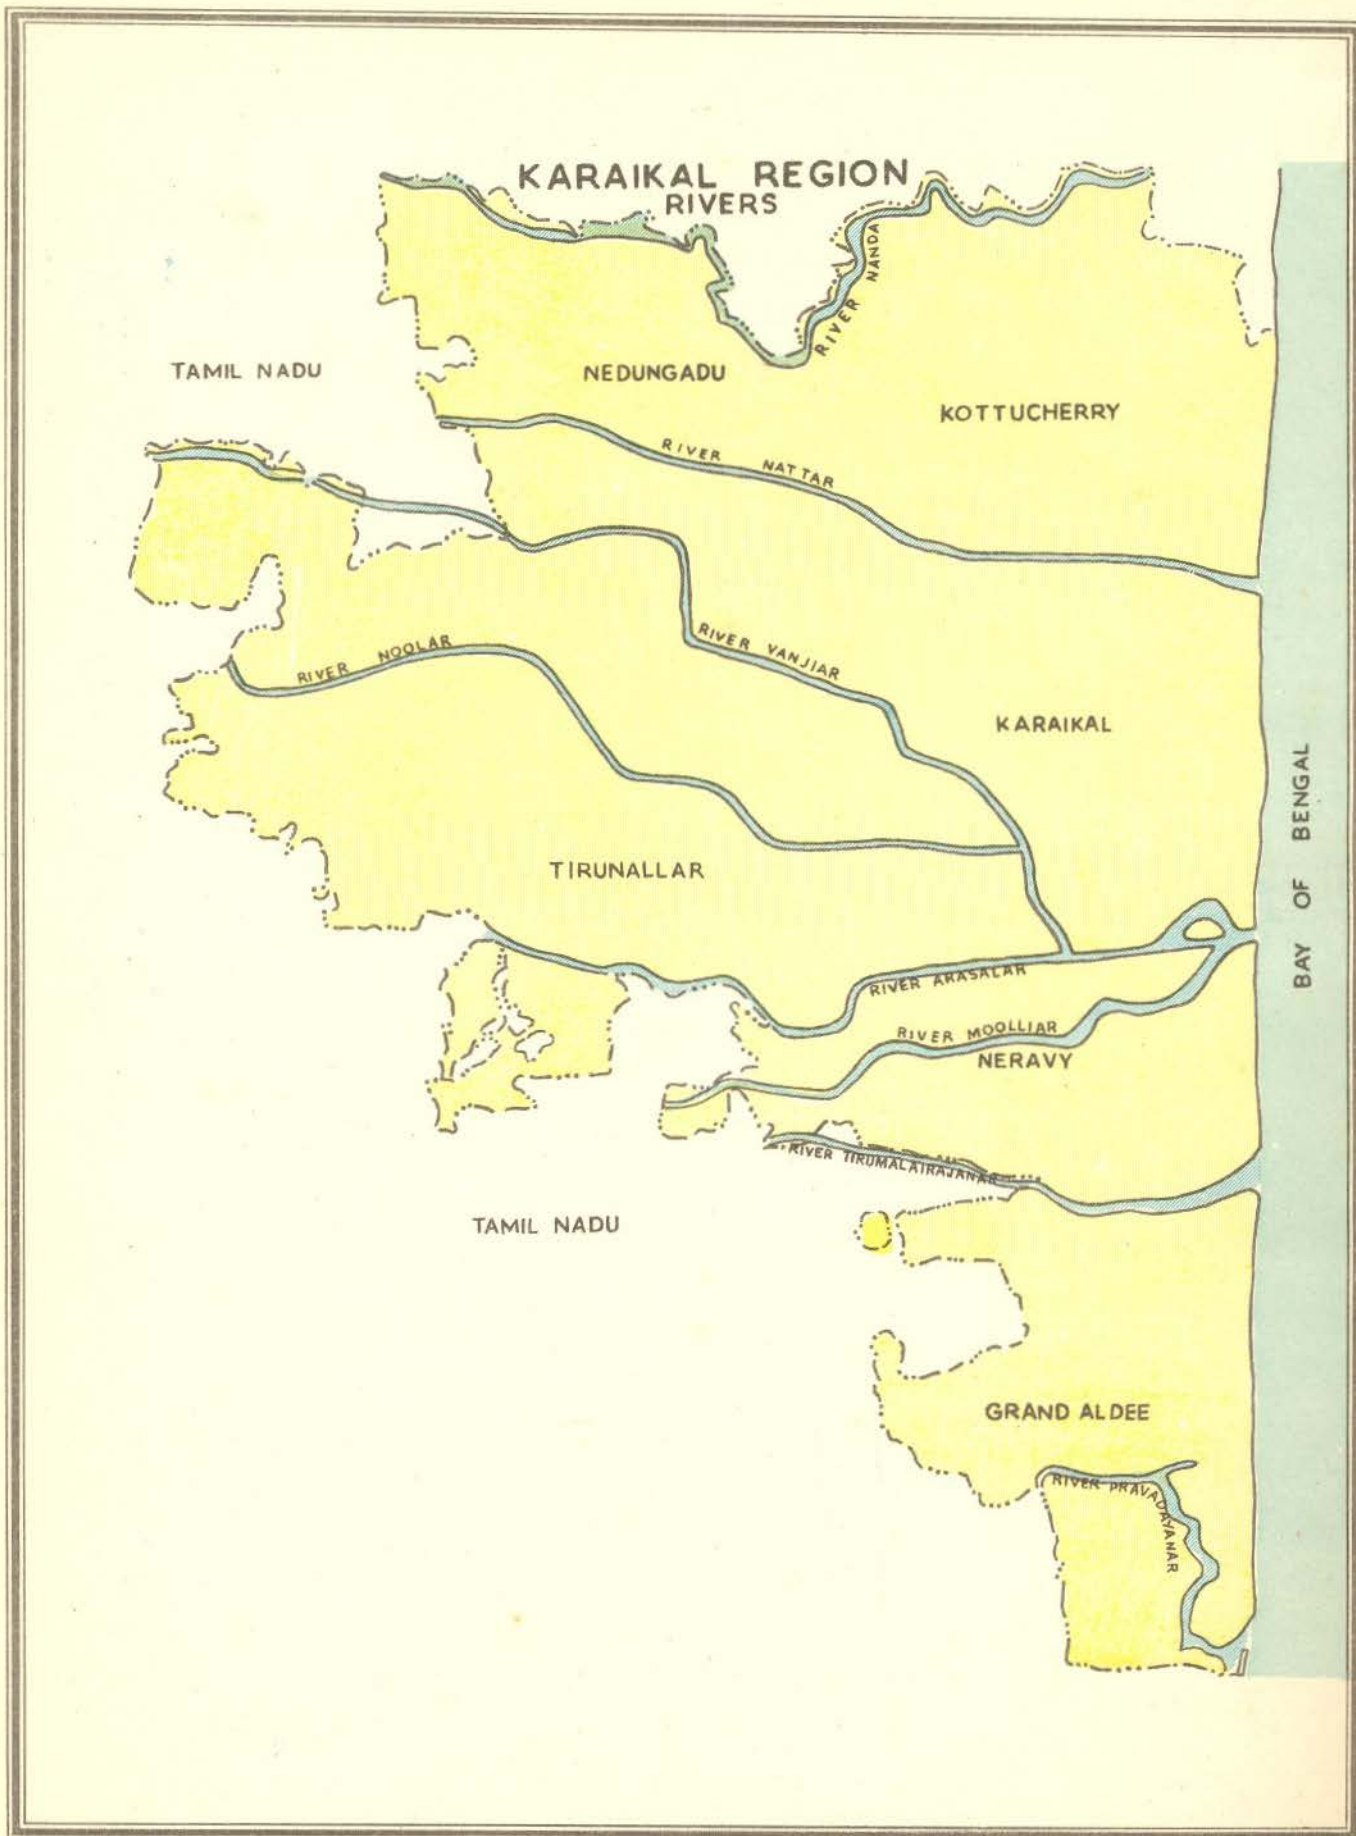 KARAIKAL REGION
RIVERS
RIVER NANDA
TAMIL NADU
NEDUNGADU
KOTTUCHERRY
RIVER NATTAR
RIVER VANJIAR
RIVER NOOLAR
KARAIKAL
BAY OF BENGAL
TIRUNALLAR
RIVER ARASALAR
RIVER MOOLLIAR
NERAVY
RIVER TIRUMALAIRAJANAR
TAMIL NADU
GRAND ALDEE
RIVER PRAVADAYANAR